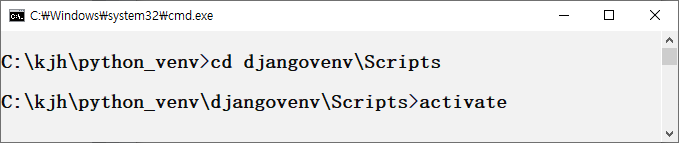 C:₩Windows₩system32₩cmd.exe
C:\kjh\python_venv>cd djangovenv\Scripts
C:\kjh\python_venv\djangovenv\Scripts>activate